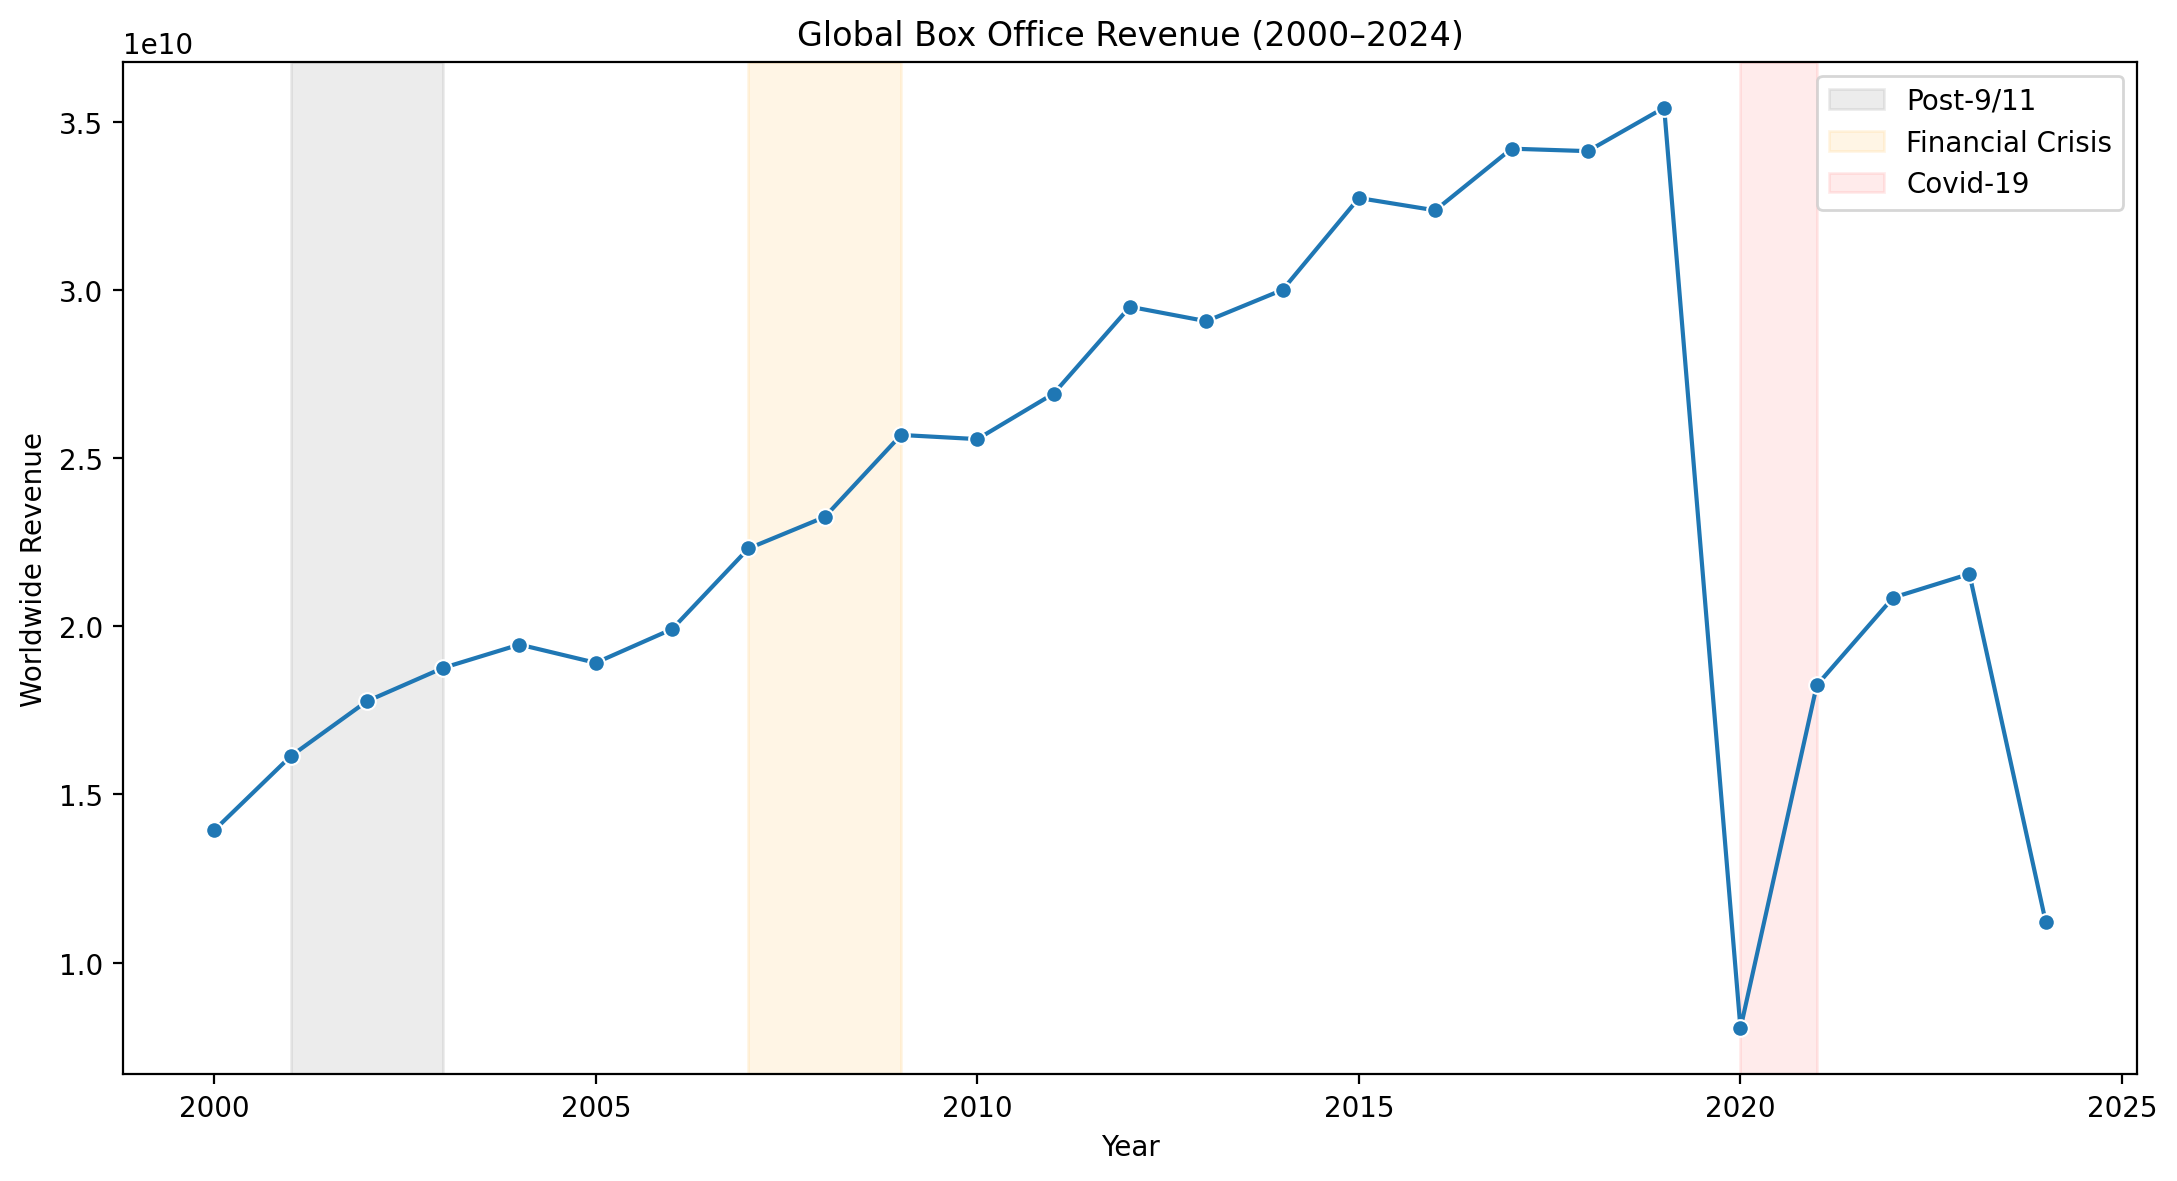 Global Box Office Revenue (2000–2024)
1e10
3.5
3.0
2.5
2.0
1.5
1.0
Worldwide Revenue
Post-9/11
Financial Crisis
Covid-19
2000 2005 2010 2015 2020 2025
Year